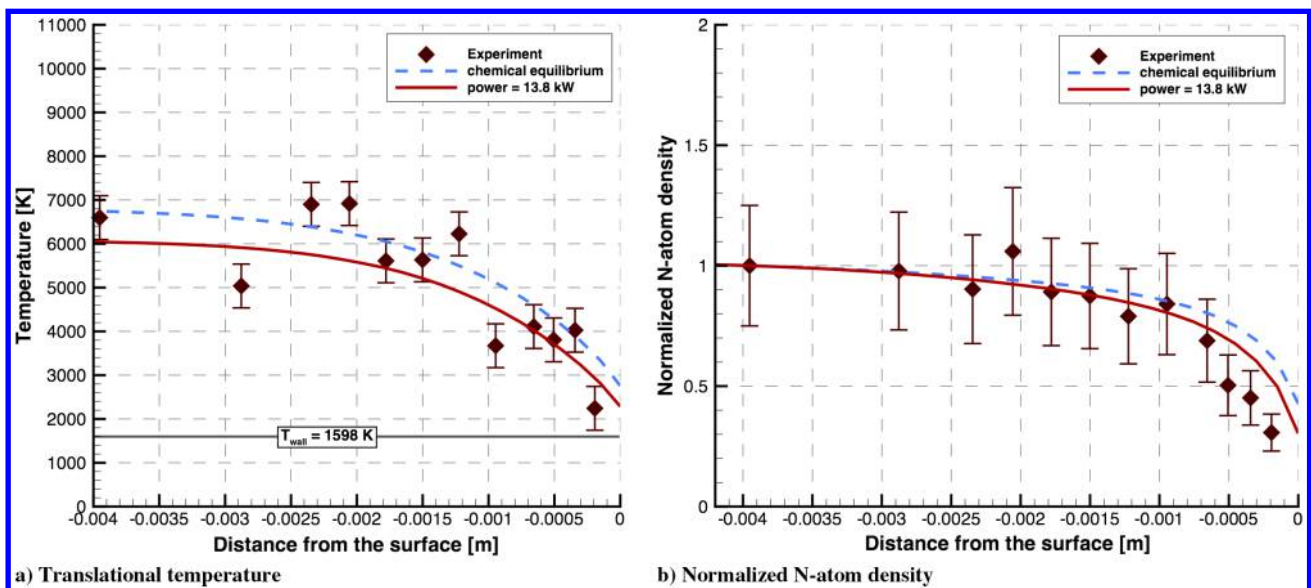 11000
10000
9000
8000
7000
6000
5000
4000
3000
2000
1000
0
Temperature [K]
Experiment
chemical equilibrium
power = 13.8 kW
Twall = 1598 K
-0.004 -0.0035 -0.003 -0.0025 -0.002 -0.0015 -0.001 -0.0005 0
Distance from the surface [m]
a) Translational temperature
2
1.5
1
0.5
0
Normalized N-atom density
Experiment
chemical equilibrium
power = 13.8 kW
-0.004 -0.0035 -0.003 -0.0025 -0.002 -0.0015 -0.001 -0.0005 0
Distance from the surface [m]
b) Normalized N-atom density